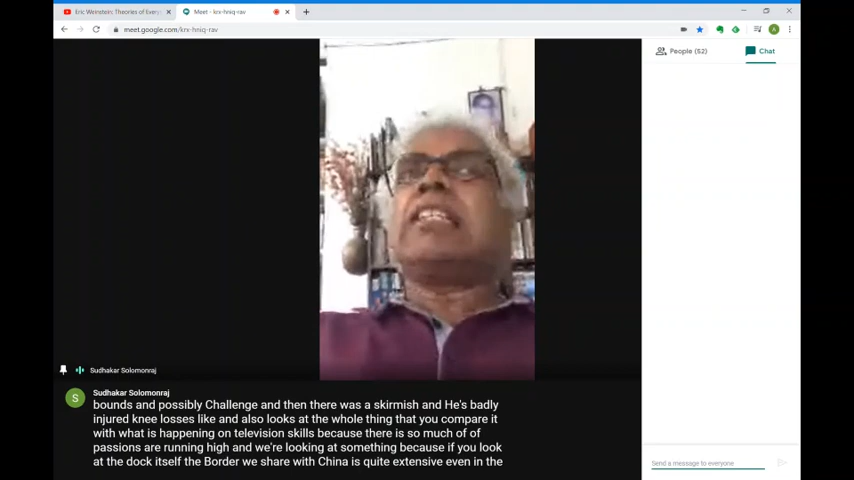 Eric Weinstein: Theories of Every
Meet - krv-hniq-rav
meet.google.com/krv-hniq-rav
A
People (52)
Chat
Sudhakar Solomonraj
S
Sudhakar Solomonraj
bounds and possibly Challenge and then there was a skirmish and He's badly
injured knee losses like and also looks at the whole thing that you compare it
with what is happening on television skills because there is so much of of
passions are running high and we're looking at something because if you look
at the dock itself the Border we share with China is quite extensive even in the
Send a message to everyone